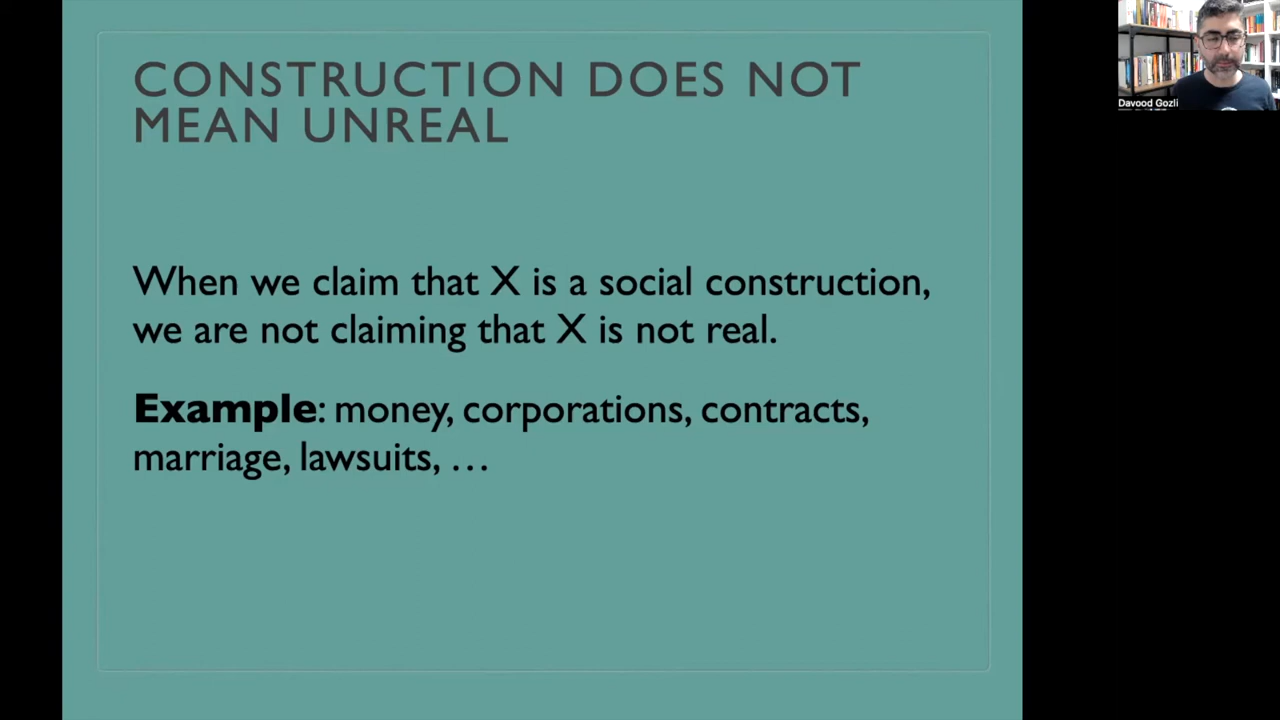 CONSTRUCTION DOES NOT
MEAN UNREAL
When we claim that X is a social construction,
we are not claiming that X is not real.
Example: money, corporations, contracts,
marriage, lawsuits, …
Davood Gozli